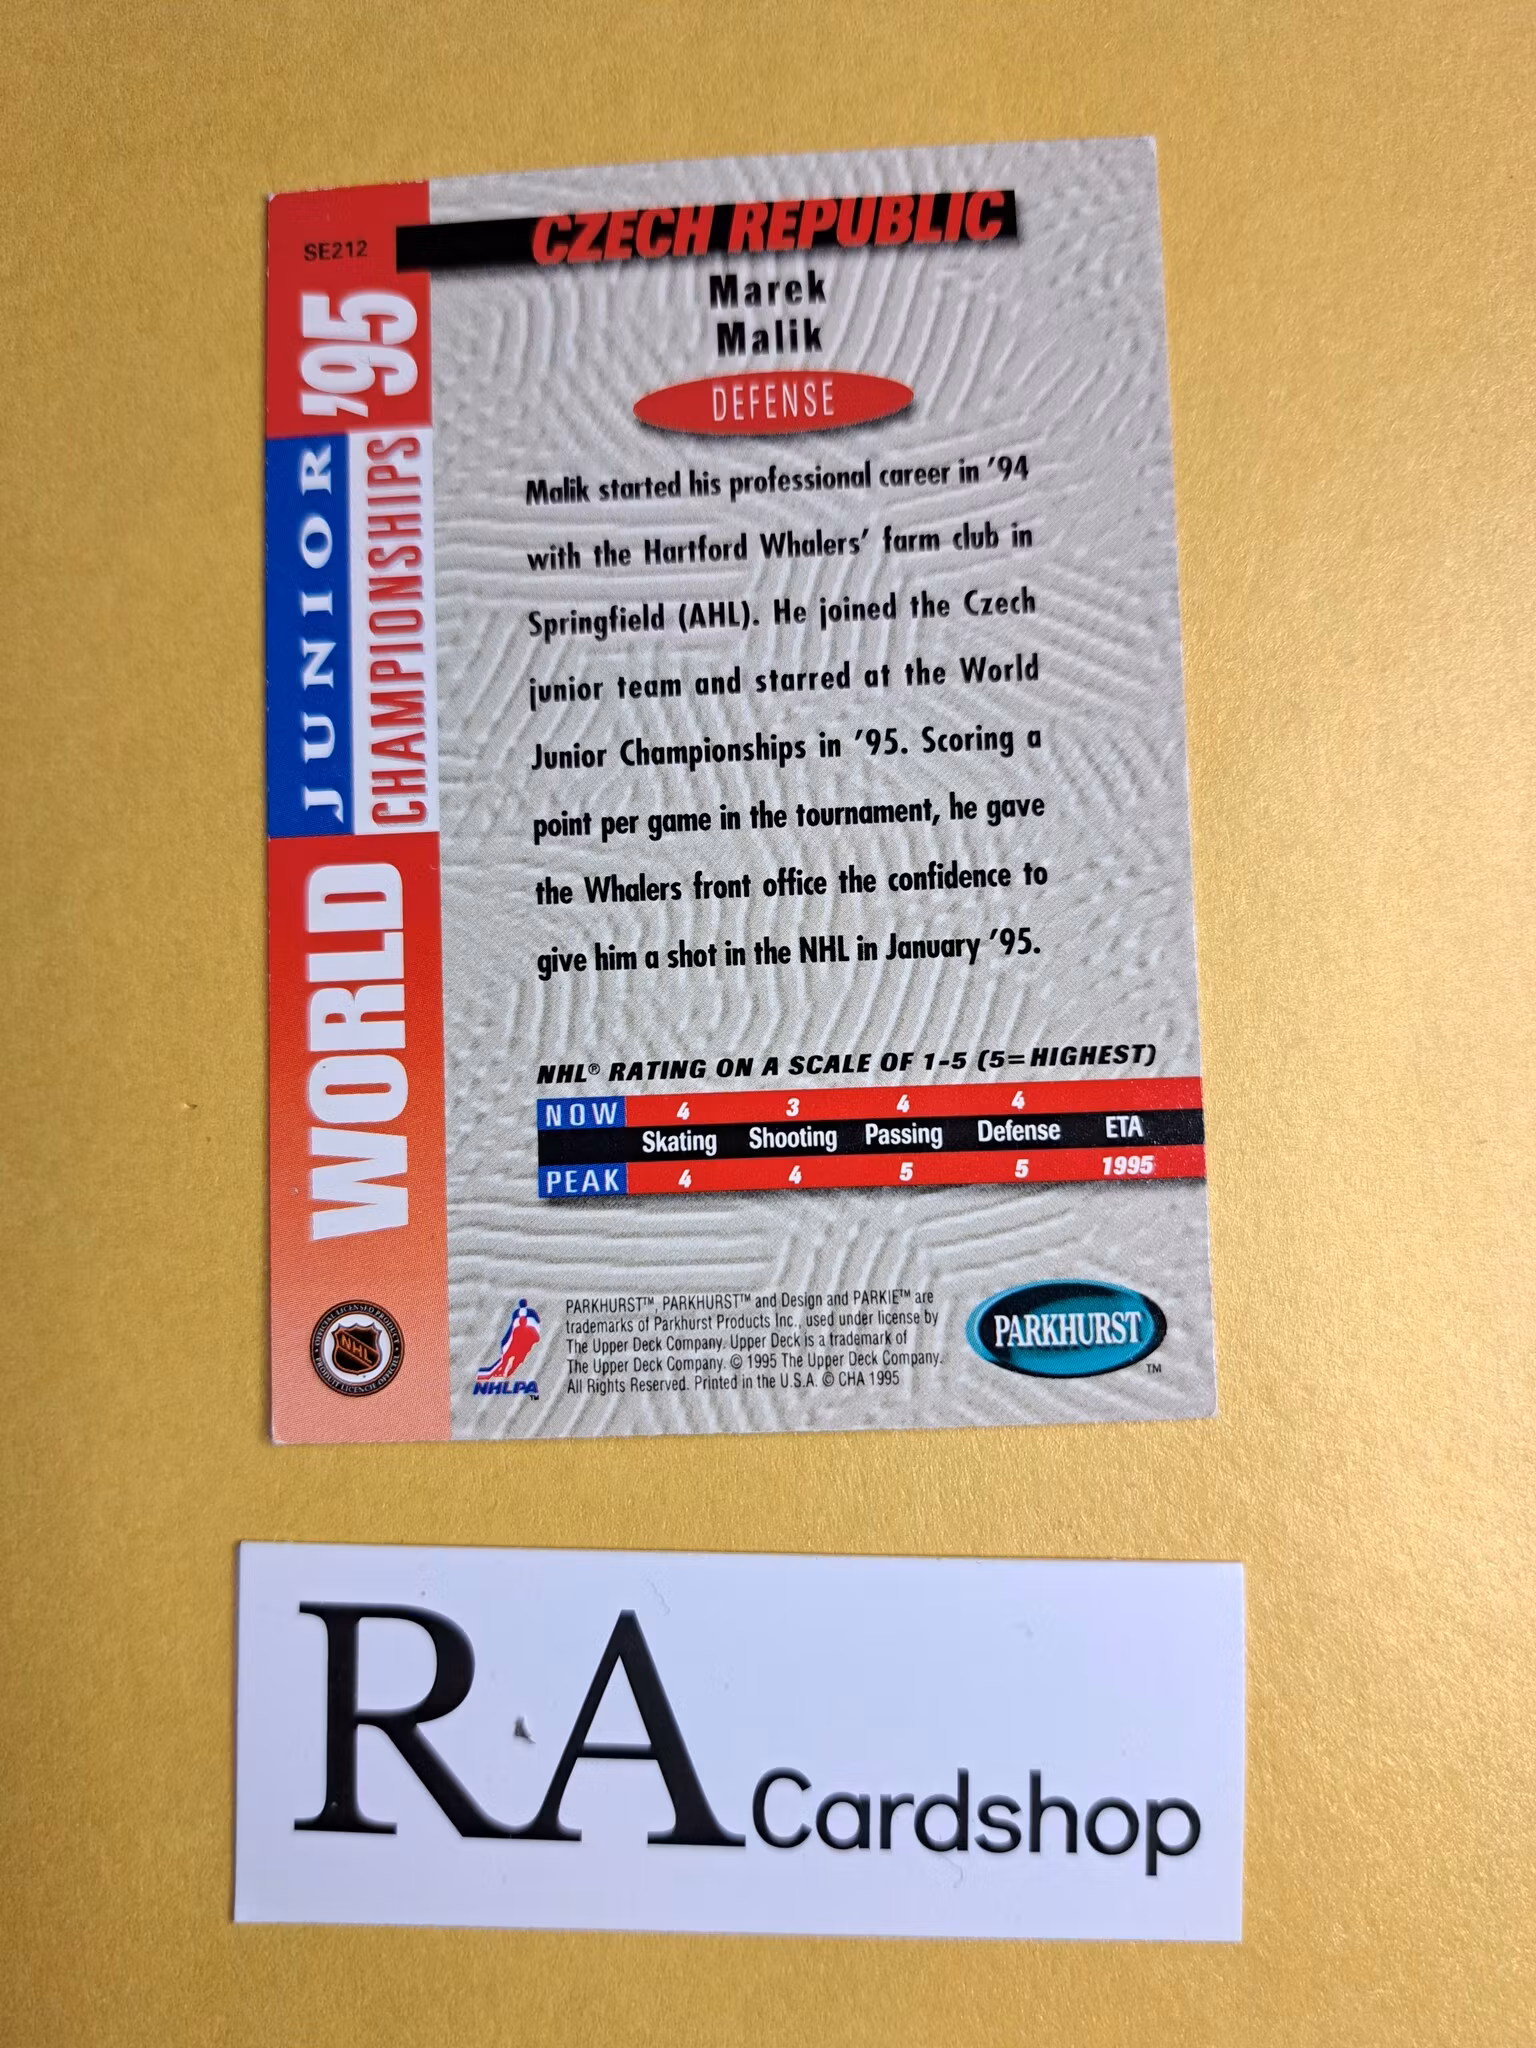 SE212
WORLD JUNIOR CHAMPIONSHIPS '95
CZECH REPUBLIC
Marek
Malik
DEFENSE
Malik started his professional career in '94
with the Hartford Whalers' farm club in
Springfield (AHL). He joined the Czech
junior team and starred at the World
Junior Championships in '95. Scoring a
point per game in the tournament, he gave
the Whalers front office the confidence to
give him a shot in the NHL in January '95.
NHL® RATING ON A SCALE OF 1-5 (5=HIGHEST)
NOW 4 3 4 4
Skating Shooting Passing Defense ETA
PEAK 4 4 5 5 1995
NHL
NHLPA
TM
PARKHURST™, PARKHURST™ and Design and PARKIE™ are
trademarks of Parkhurst Products Inc., used under license by
The Upper Deck Company. Upper Deck is a trademark of
The Upper Deck Company. © 1995 The Upper Deck Company.
All Rights Reserved. Printed in the U.S.A. © CHA 1995
PARKHURST
TM
RA Cardshop